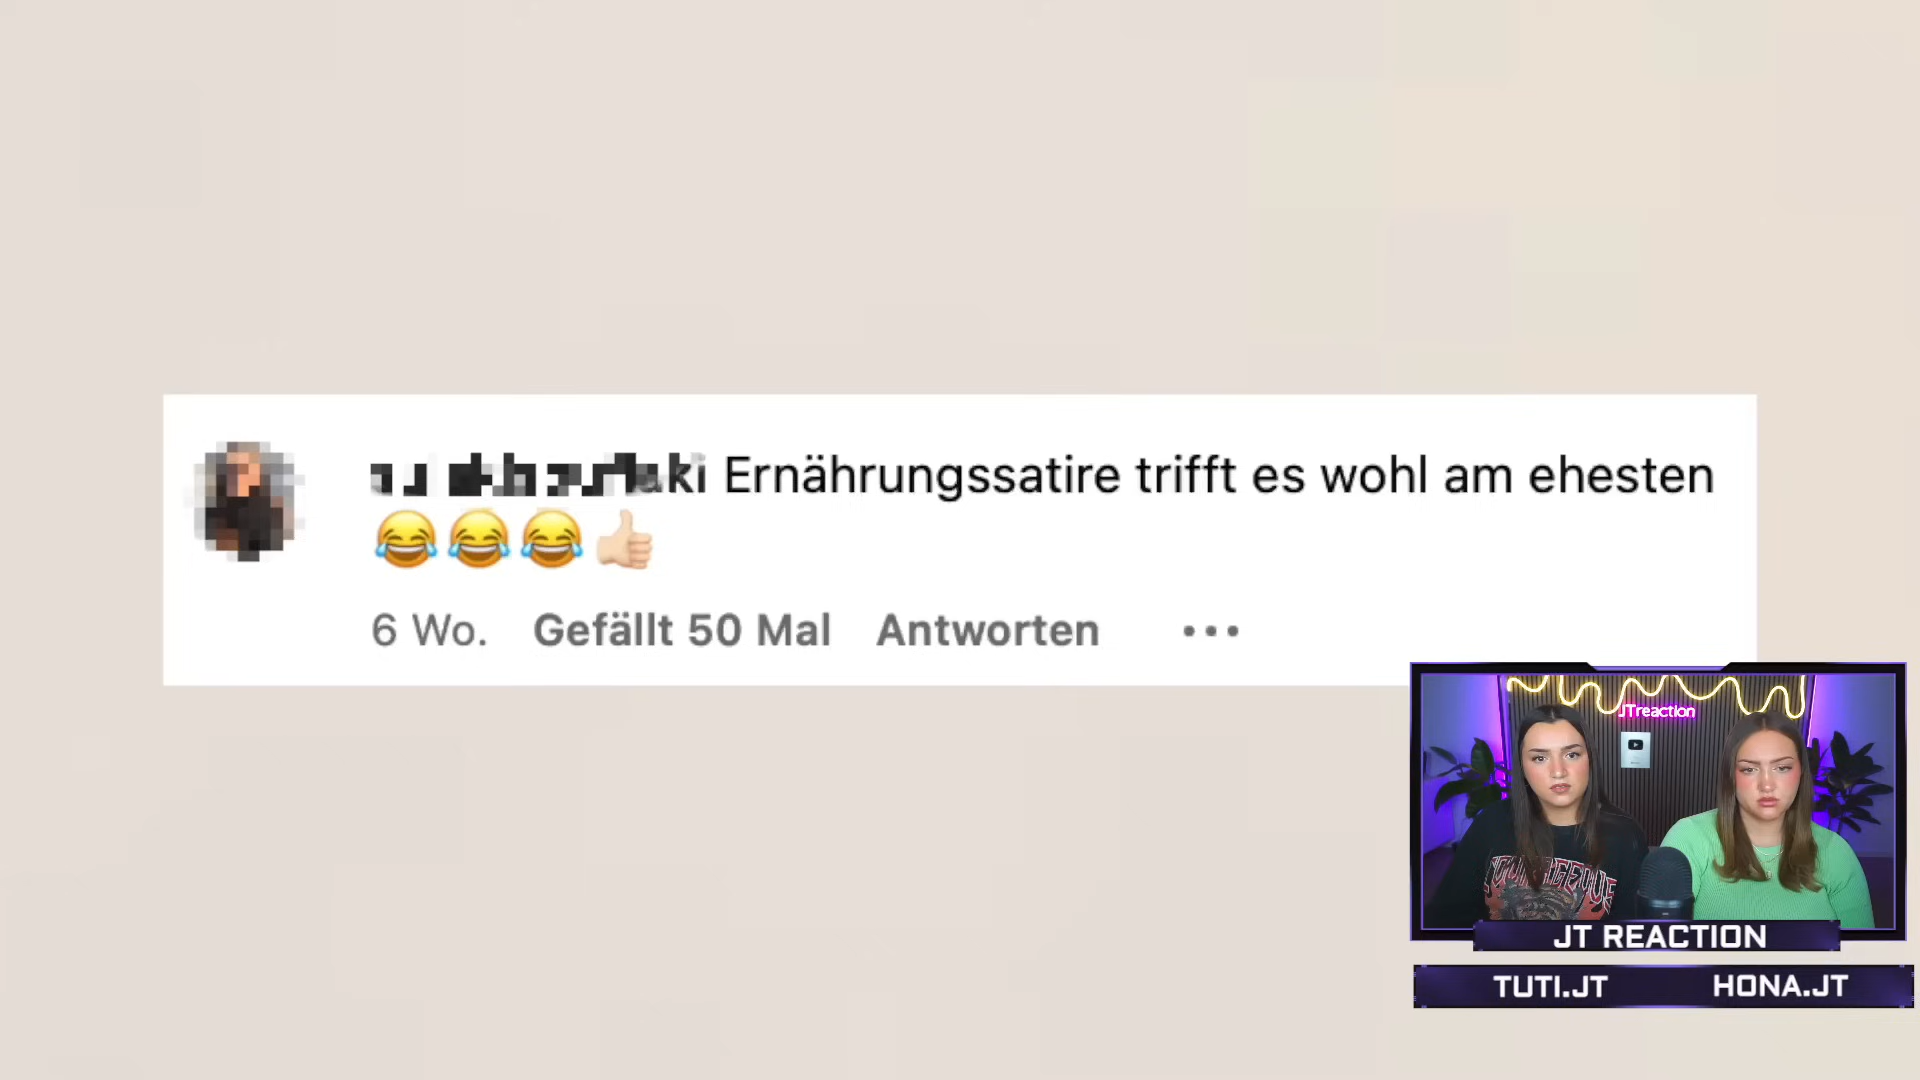 Ernährungssatire trifft es wohl am ehesten
😂😂😂👍🏻
6 Wo. Gefällt 50 Mal Antworten •••
JTreaction
JT REACTION
TUTI.JT HONA.JT